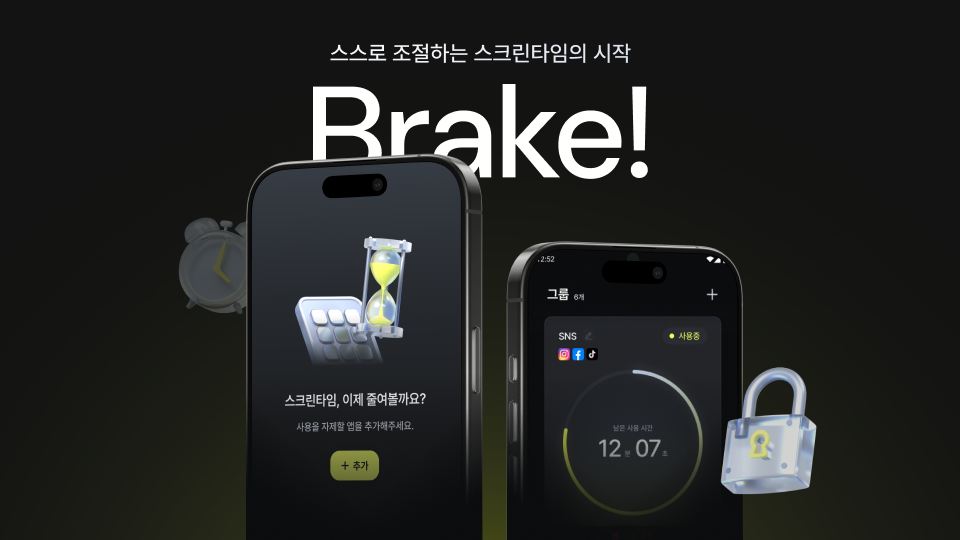 스스로 조절하는 스크린타임의 시작
Brake!
스크린타임, 이제 줄여볼까요?
사용을 자제할 앱을 추가해주세요.
+ 추가
2:52
그룹 6개
+
SNS
사용중
남은 사용 시간
12 분 07 초